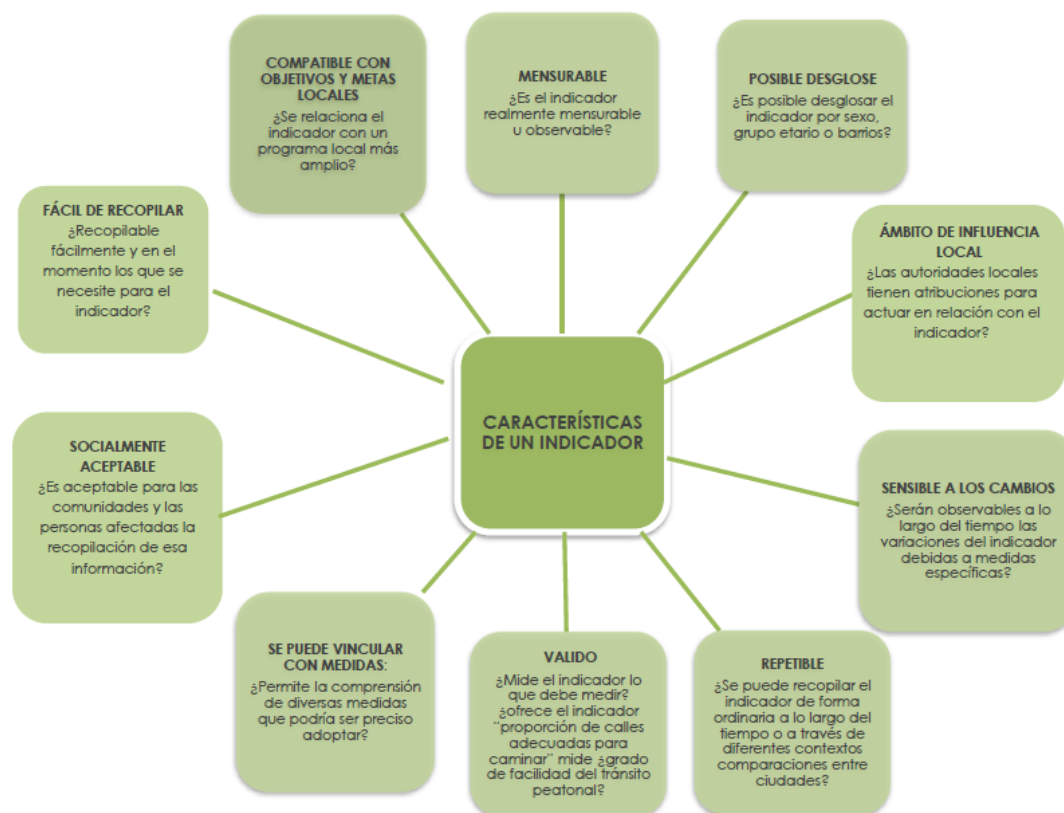 COMPATIBLE CON
OBJETIVOS Y METAS
LOCALES
¿Se relaciona el
indicador con un
programa local más
amplio?
MENSURABLE
¿Es el indicador
realmente mensurable
u observable?
POSIBLE DESGLOSE
¿Es posible desglosar el
indicador por sexo,
grupo etario o barrios?
FÁCIL DE RECOPILAR
¿Recopilable
fácilmente y en el
momento los que se
necesite para el
indicador?
ÁMBITO DE INFLUENCIA
LOCAL
¿Las autoridades locales
tienen atribuciones para
actuar en relación con el
indicador?
CARACTERÍSTICAS
DE UN INDICADOR
SOCIALMENTE
ACEPTABLE
¿Es aceptable para las
comunidades y las
personas afectadas la
recopilación de esa
información?
SENSIBLE A LOS CAMBIOS
¿Serán observables a lo
largo del tiempo las
variaciones del indicador
debidas a medidas
específicas?
SE PUEDE VINCULAR
CON MEDIDAS:
¿Permite la comprensión
de diversas medidas
que podría ser preciso
adoptar?
VALIDO
¿Mide el indicador lo
que debe medir?
¿ofrece el indicador
"proporción de calles
adecuadas para
caminar" mide ¿grado
de facilidad del tránsito
peatonal?
REPETIBLE
¿Se puede recopilar el
indicador de forma
ordinaria a lo largo del
tiempo o a través de
diferentes contextos
comparaciones entre
ciudades?